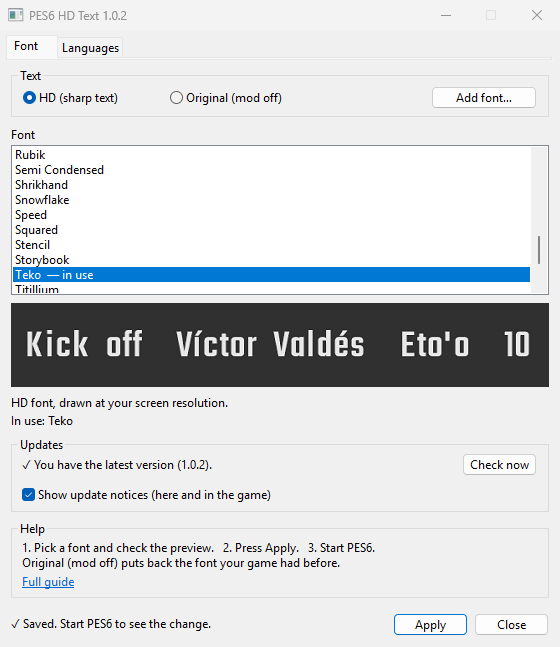 PES6 HD Text 1.0.2
Font
Languages
Text
HD (sharp text)
Original (mod off)
Add font...
Font
Rubik
Semi Condensed
Shrikhand
Snowflake
Speed
Squared
Stencil
Storybook
Teko — in use
Titillium
Kick off Víctor Valdés Eto'o 10
HD font, drawn at your screen resolution.
In use: Teko
Updates
✓ You have the latest version (1.0.2).
Check now
Show update notices (here and in the game)
Help
1. Pick a font and check the preview. 2. Press Apply. 3. Start PES6.
Original (mod off) puts back the font your game had before.
Full guide
✓ Saved. Start PES6 to see the change.
Apply
Close